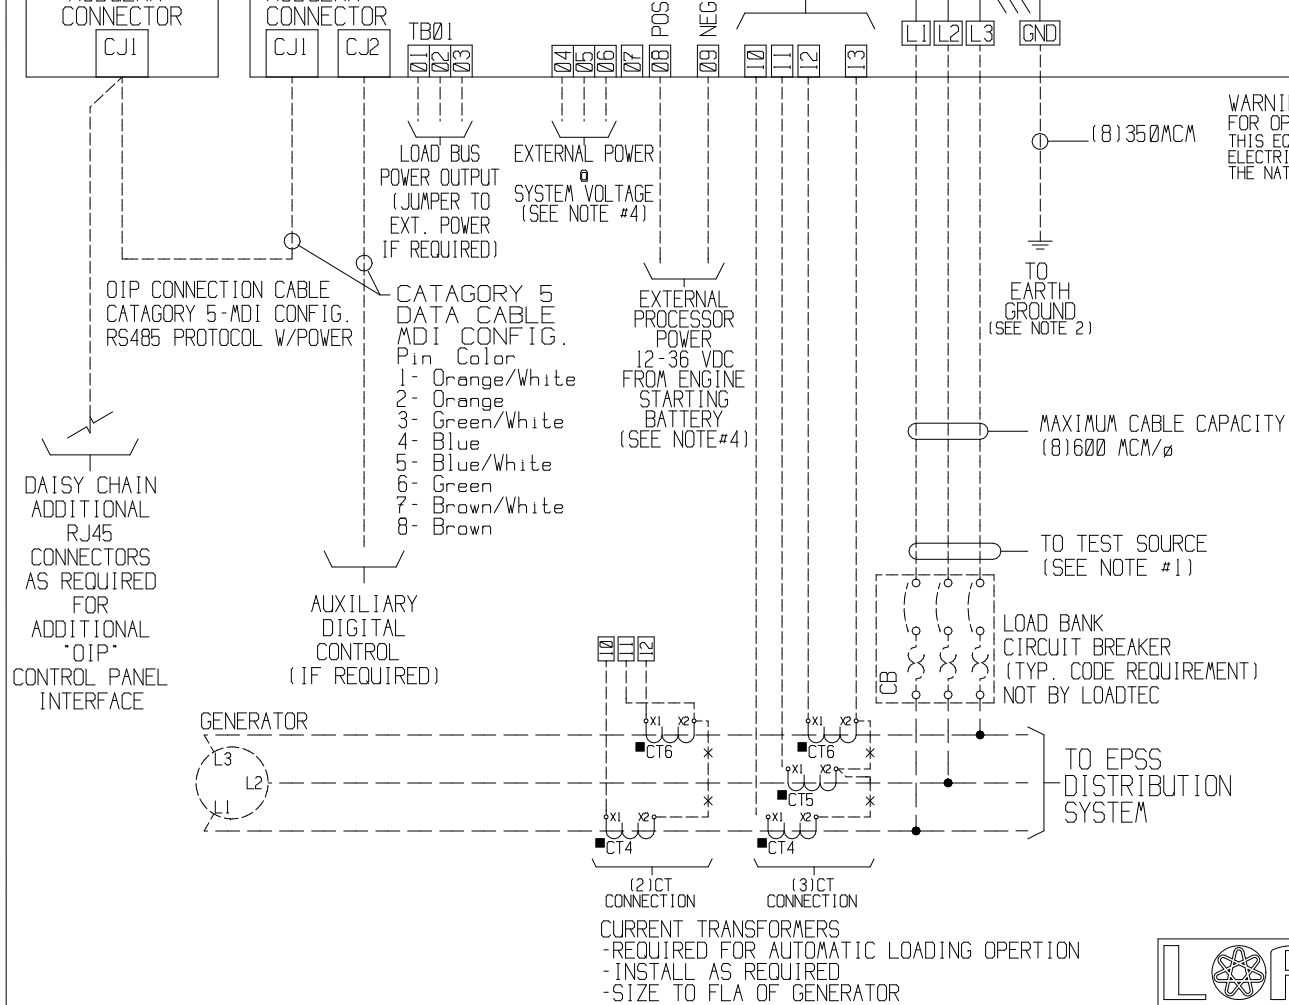 CONNECTOR
CJ1
CONNECTOR
CJ1
CJ2
TB01
01
02
03
04
05
06
07
08
09
10
11
12
13
POS
NEG
L1
L2
L3
GND
(8)350MCM
LOAD BUS
POWER OUTPUT
(JUMPER TO
EXT. POWER
IF REQUIRED)
EXTERNAL POWER
@
SYSTEM VOLTAGE
(SEE NOTE #4)
TO
EARTH
GROUND
(SEE NOTE 2)
OIP CONNECTION CABLE
CATAGORY 5-MDI CONFIG.
RS485 PROTOCOL W/POWER
CATAGORY 5
DATA CABLE
MDI CONFIG.
Pin Color
1- Orange/White
2- Orange
3- Green/White
4- Blue
5- Blue/White
6- Green
7- Brown/White
8- Brown
EXTERNAL
PROCESSOR
POWER
12-36 VDC
FROM ENGINE
STARTING
BATTERY
(SEE NOTE#4)
MAXIMUM CABLE CAPACITY
(8)600 MCM/ø
DAISY CHAIN
ADDITIONAL
RJ45
CONNECTORS
AS REQUIRED
FOR
ADDITIONAL
"OIP"
CONTROL PANEL
INTERFACE
AUXILIARY
DIGITAL
CONTROL
(IF REQUIRED)
TO TEST SOURCE
(SEE NOTE #1)
LOAD BANK
CIRCUIT BREAKER
(TYP. CODE REQUIREMENT)
NOT BY LOADTEC
CB
10
11
12
GENERATOR
L3
L2
L1
X1 X2
CT6
X1 X2
CT6
X1 X2
CT5
X1 X2
CT4
X1 X2
CT4
TO EPSS
DISTRIBUTION
SYSTEM
(2)CT
CONNECTION
(3)CT
CONNECTION
CURRENT TRANSFORMERS
-REQUIRED FOR AUTOMATIC LOADING OPERTION
-INSTALL AS REQUIRED
-SIZE TO FLA OF GENERATOR
WARNI
FOR OP
THIS EQ
ELECTRI
THE NAT